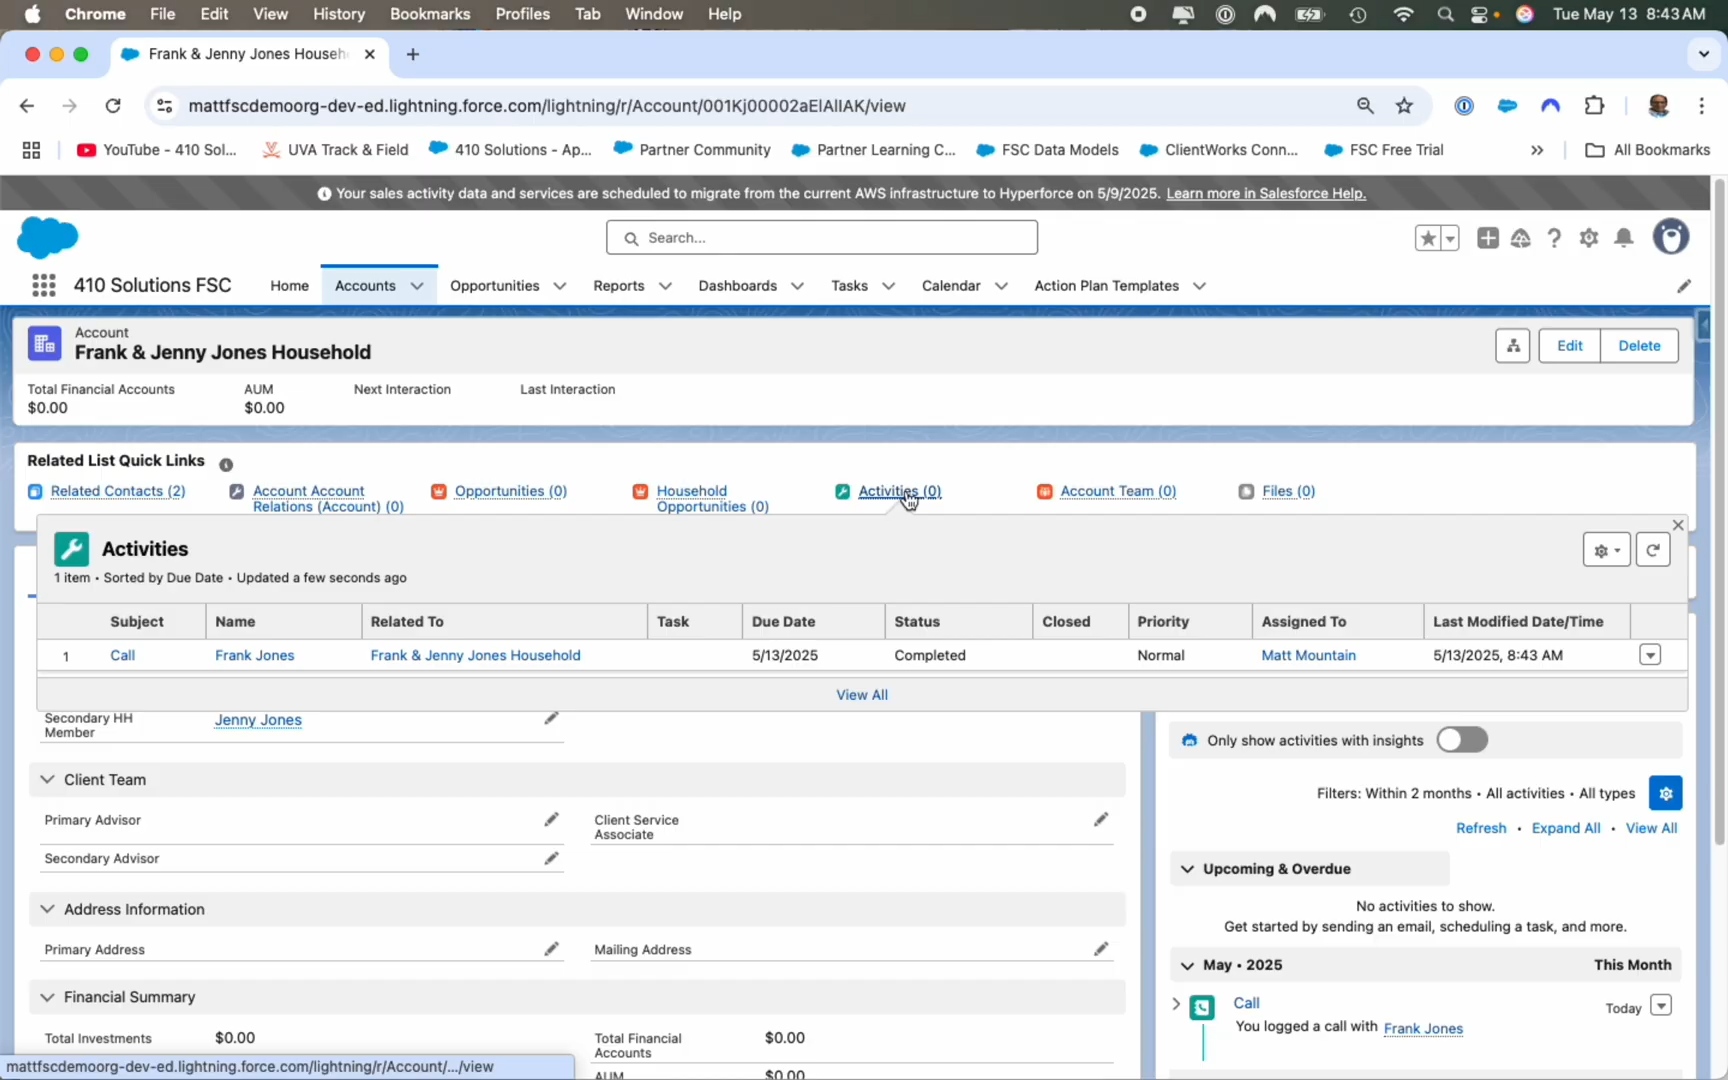 Chrome File Edit View History Bookmarks Profiles Tab Window Help Tue May 13 8:43 AM
Frank & Jenny Jones Househ
mattfscdemoorg-dev-ed.lightning.force.com/lightning/r/Account/001Kj00002aElAlIAK/view
YouTube - 410 Sol... UVA Track & Field 410 Solutions - Ap... Partner Community Partner Learning C... FSC Data Models ClientWorks Conn... FSC Free Trial » All Bookmarks
Your sales activity data and services are scheduled to migrate from the current AWS infrastructure to Hyperforce on 5/9/2025. Learn more in Salesforce Help.
Search...
410 Solutions FSC Home Accounts Opportunities Reports Dashboards Tasks Calendar Action Plan Templates
Account
Frank & Jenny Jones Household
Edit Delete
Total Financial Accounts AUM Next Interaction Last Interaction
$0.00 $0.00
Related List Quick Links
Related Contacts (2) Account Account Opportunities (0) Household Activities (0) Account Team (0) Files (0)
Relations (Account) (0) Opportunities (0)
Activities
1 item • Sorted by Due Date • Updated a few seconds ago
Subject Name Related To Task Due Date Status Closed Priority Assigned To Last Modified Date/Time
1 Call Frank Jones Frank & Jenny Jones Household 5/13/2025 Completed Normal Matt Mountain 5/13/2025, 8:43 AM
View All
Secondary HH
Member
Jenny Jones
Client Team
Primary Advisor
Client Service
Associate
Secondary Advisor
Address Information
Primary Address Mailing Address
Financial Summary
Total Investments $0.00
Total Financial
Accounts
$0.00
AUM $0.00
Only show activities with insights
Filters: Within 2 months • All activities • All types
Refresh • Expand All • View All
Upcoming & Overdue
No activities to show.
Get started by sending an email, scheduling a task, and more.
May • 2025 This Month
Call Today
You logged a call with Frank Jones
mattfscdemoorg-dev-ed.lightning.force.com/lightning/r/Account/.../view